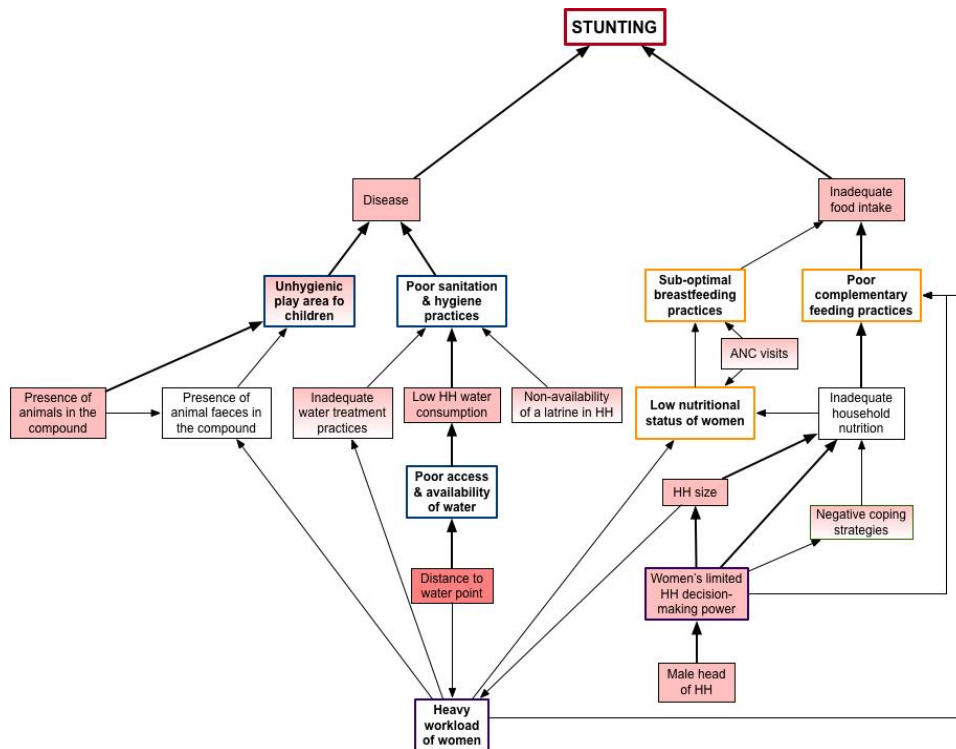 STUNTING
Disease
Inadequate
food intake
Unhygienic
play area fo
children
Poor sanitation
& hygiene
practices
Sub-optimal
breastfeeding
practices
Poor
complementary
feeding practices
ANC visits
Presence of
animals in the
compound
Presence of
animal faeces in
the compound
Inadequate
water treatment
practices
Low HH water
consumption
Non-availability
of a latrine in HH
Low nutritional
status of women
Inadequate
household
nutrition
Poor access
& availability
of water
HH size
Negative coping
strategies
Distance to
water point
Women's limited
HH decision-
making power
Male head
of HH
Heavy
workload
of women